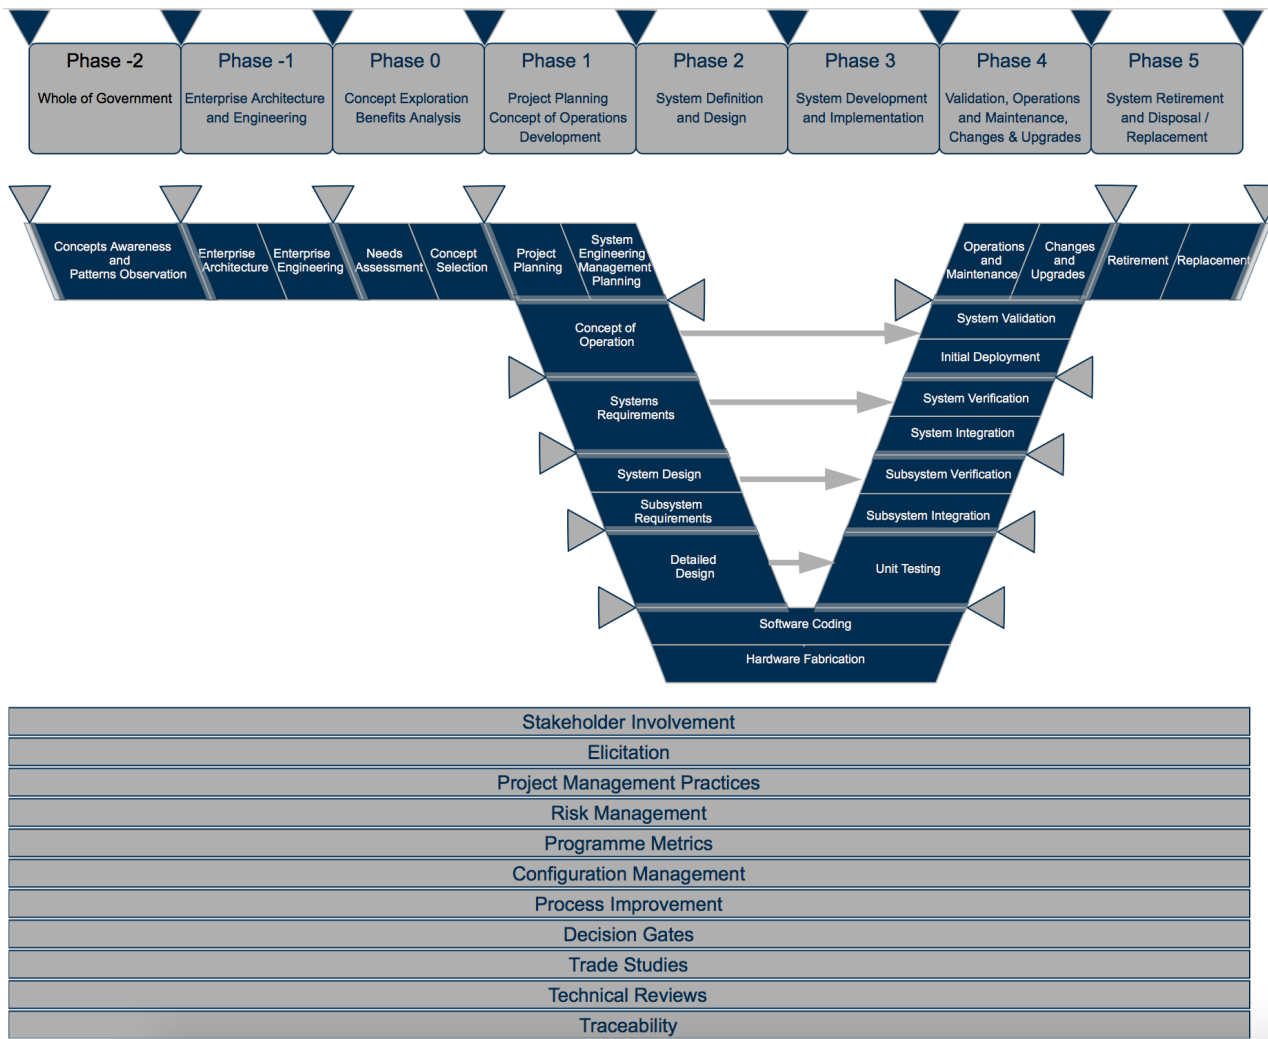 Phase -2
Whole of Government
Phase -1
Enterprise Architecture
and Engineering
Phase 0
Concept Exploration
Benefits Analysis
Phase 1
Project Planning
Concept of Operations
Development
Phase 2
System Definition
and Design
Phase 3
System Development
and Implementation
Phase 4
Validation, Operations
and Maintenance,
Changes & Upgrades
Phase 5
System Retirement
and Disposal /
Replacement
Concepts Awareness
and
Patterns Observation
Enterprise
Architecture
Enterprise
Engineering
Needs
Assessment
Concept
Selection
Project
Planning
System
Engineering
Management
Planning
Operations
and
Maintenance
Changes
and
Upgrades
Retirement
Replacement
Concept of
Operation
System Validation
Initial Deployment
Systems
Requirements
System Verification
System Integration
System Design
Subsystem
Requirements
Subsystem Verification
Subsystem Integration
Detailed
Design
Unit Testing
Software Coding
Hardware Fabrication
Stakeholder Involvement
Elicitation
Project Management Practices
Risk Management
Programme Metrics
Configuration Management
Process Improvement
Decision Gates
Trade Studies
Technical Reviews
Traceability